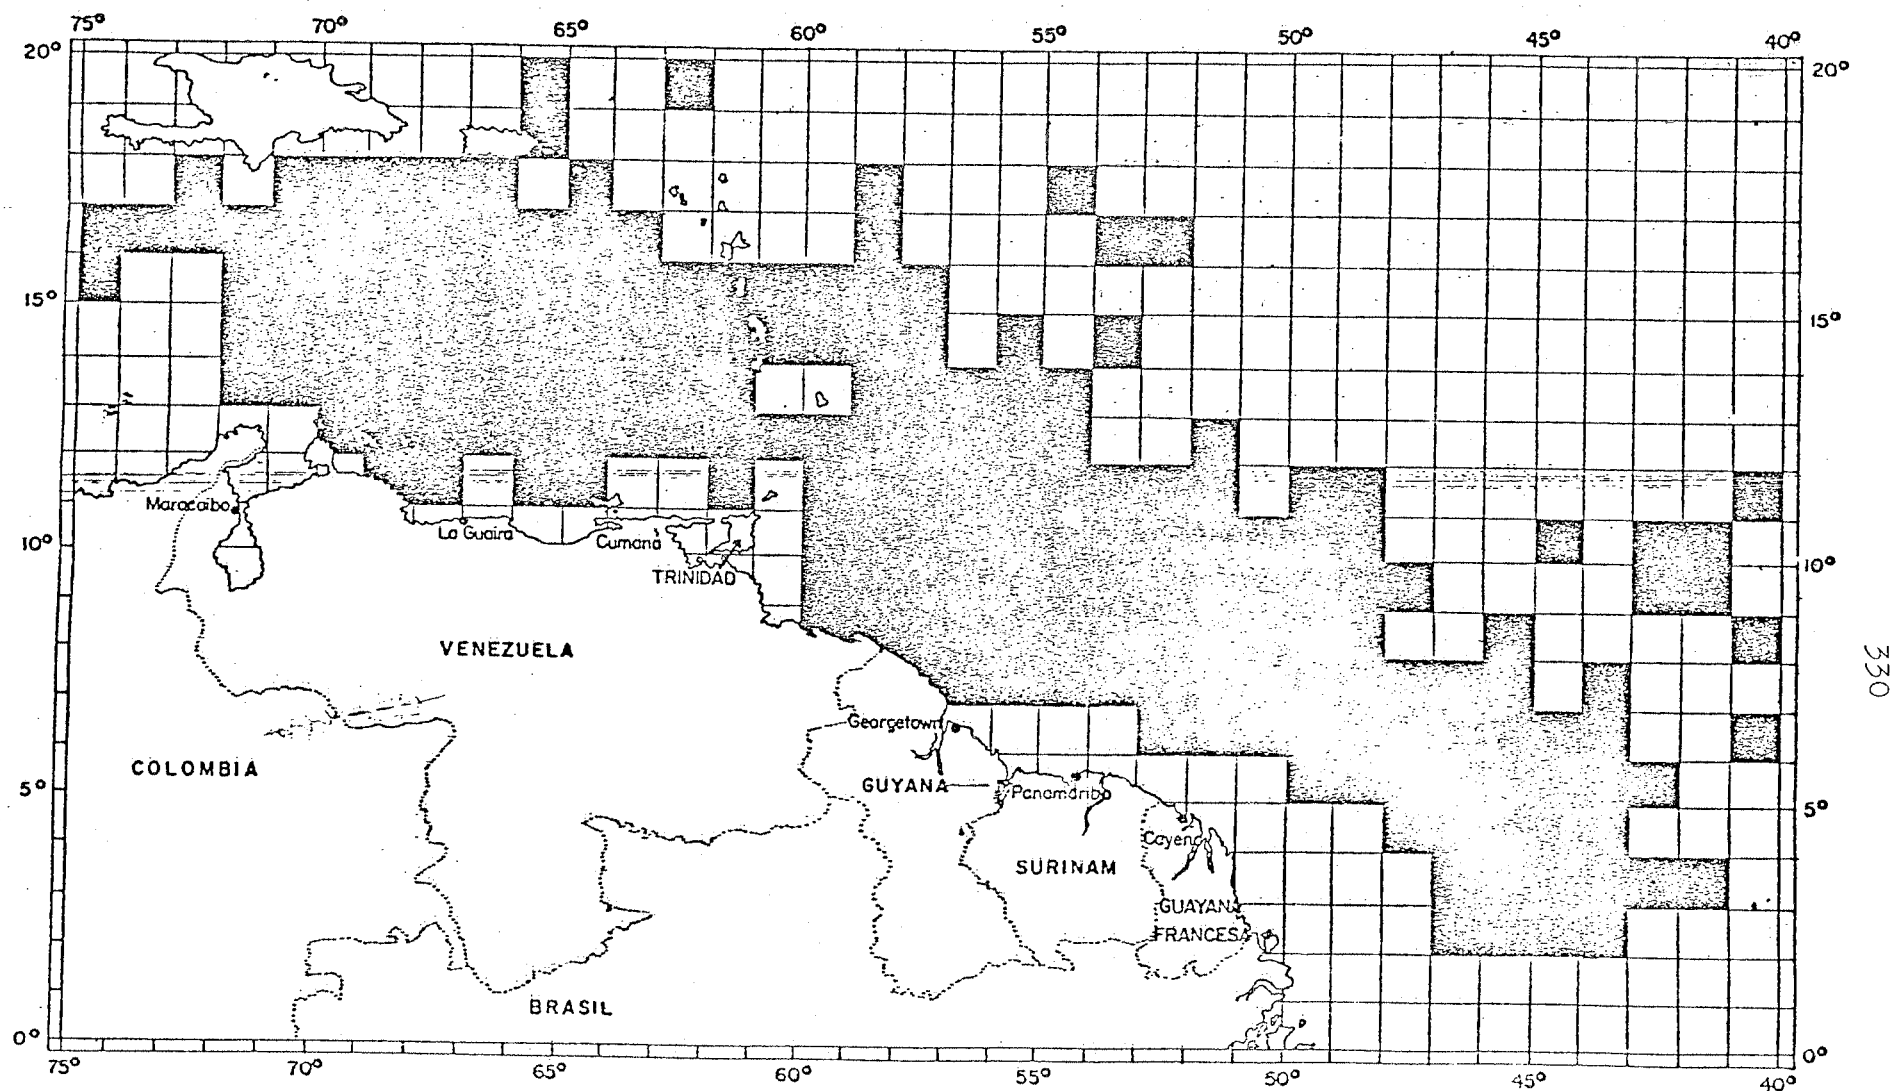 75° 70° 65° 60° 55° 50° 45° 40°
20° 20°
15° 15°
Maracaibo
La Guaira
Cumaná
10° 10°
TRINIDAD
VENEZUELA
330
Georgetown
COLOMBIA
GUYANA
5° 5°
Panamaribo
Cayena
SURINAM
GUAYANA
FRANCESA
BRASIL
0° 0°
75° 70° 65° 60° 55° 50° 45° 40°